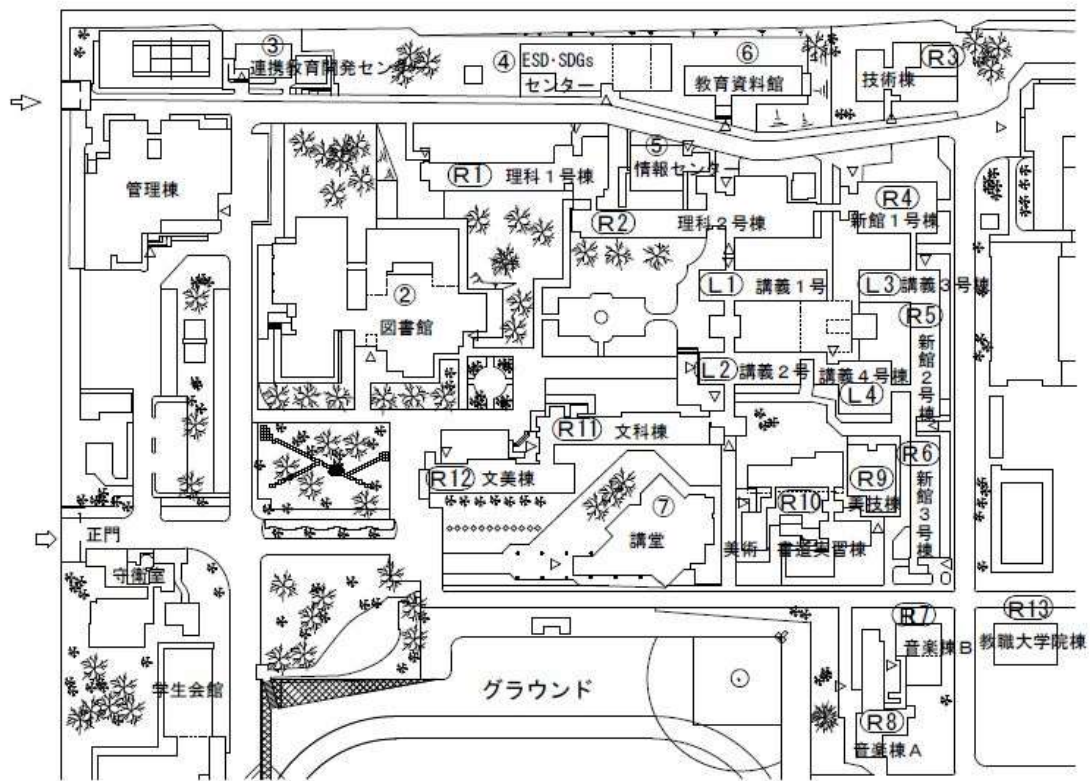 ③
連携教育開発センター
④
ESD・SDGs
センター
⑥
教育資料館
R3
技術棟
管理棟
R1 理科1号棟
⑤
情報センター
R2 理科2号棟
R4
新館1号棟
②
図書館
L1 講義1号
L3 講義3号棟
R5
新館2号棟
L2 講義2号
講義4号棟
L4
R11 文科棟
R12 文美棟
R6
新館3号棟
R9
美技棟
R10
美術・書道実習棟
⑦
講堂
正門
守衛室
学生会館
グラウンド
R7
音楽棟B
R13
教職大学院棟
R8
音楽棟A